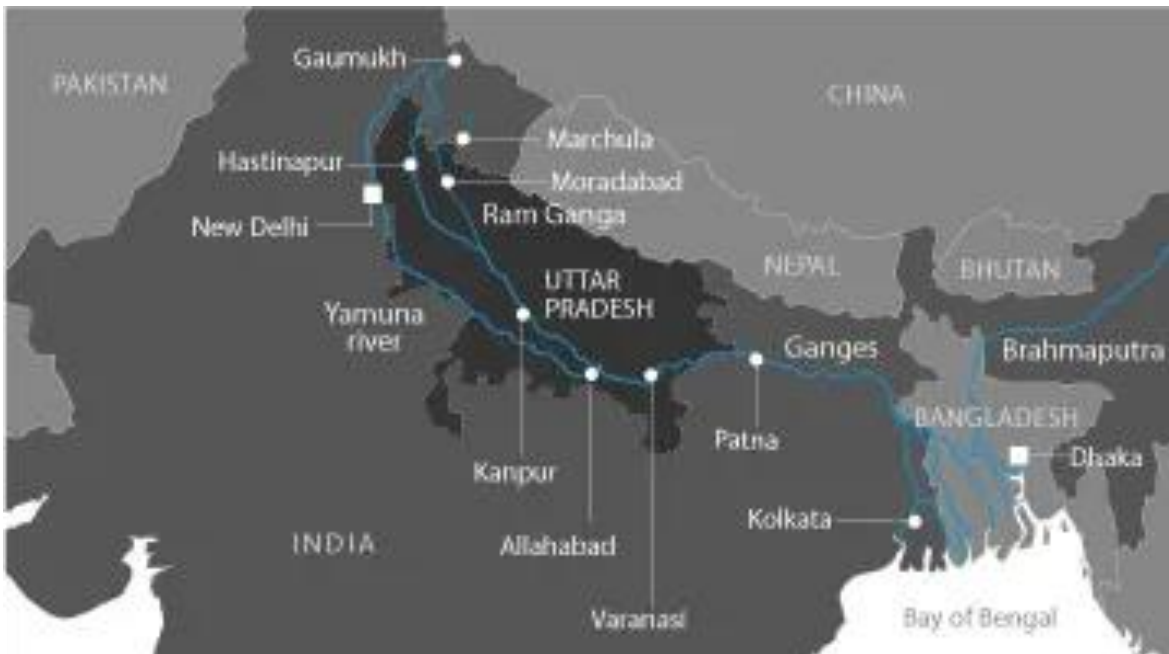 Gaumukh
PAKISTAN
CHINA
Marchula
Hastinapur
Moradabad
Ram Ganga
New Delhi
NEPAL
BHUTAN
UTTAR
PRADESH
Yamuna
river
Ganges
Brahmaputra
BANGLADESH
Patna
Dhaka
Kanpur
Kolkata
INDIA
Allahabad
Varanasi
Bay of Bengal